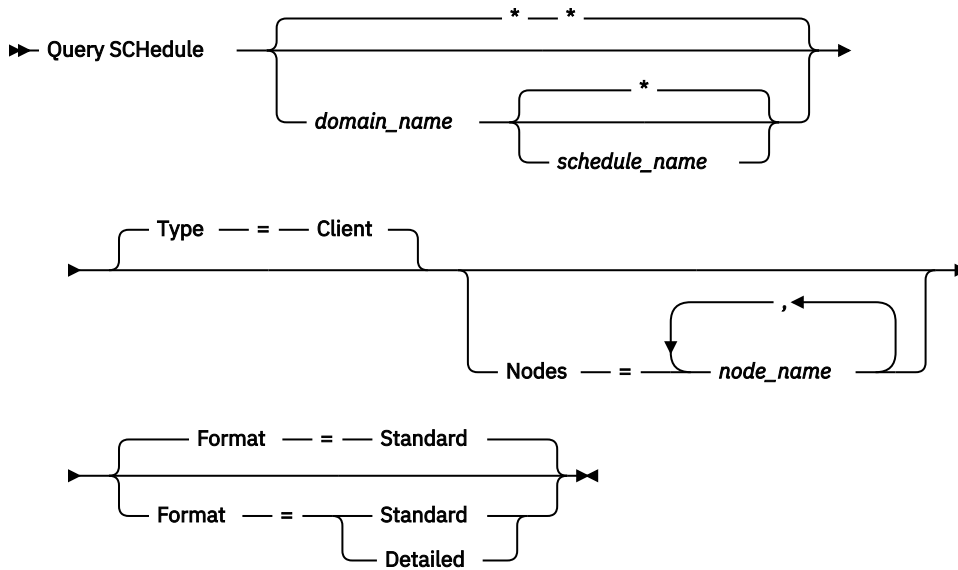 * *
Query SCHedule
*
domain_name
schedule_name
Type = Client
,
Nodes = node_name
Format = Standard
Format = Standard
Detailed